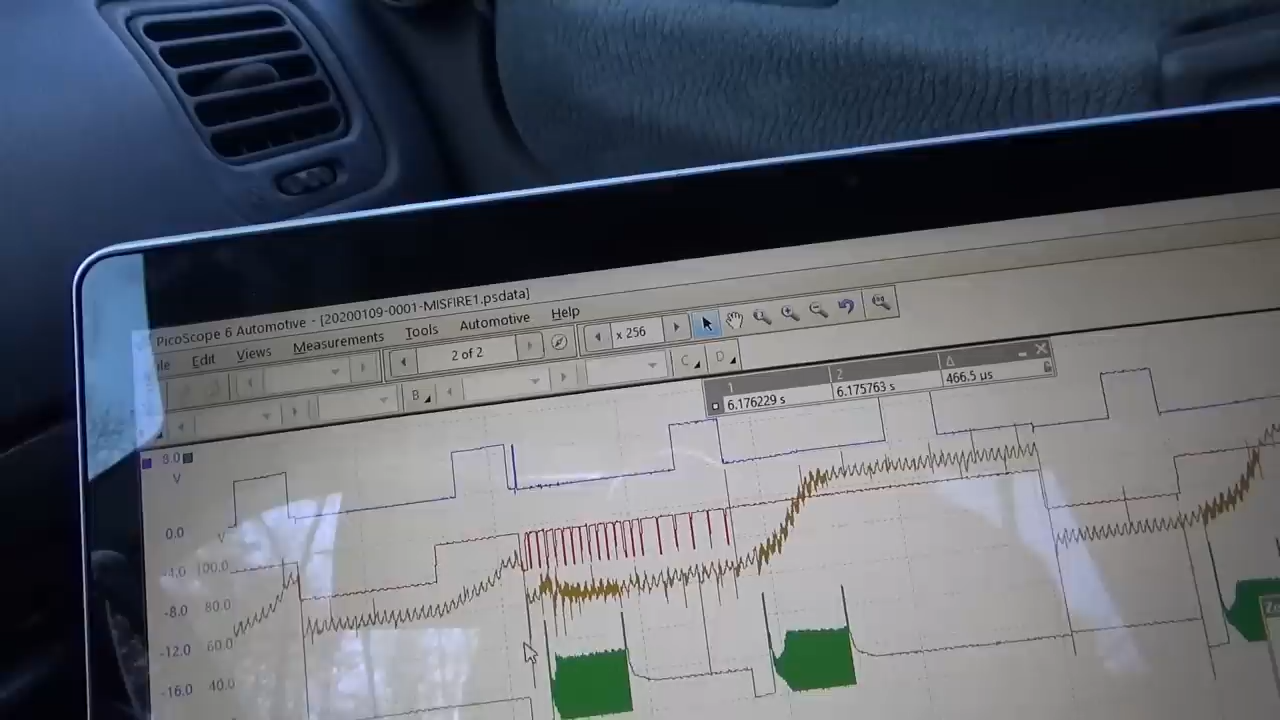 PicoScope 6 Automotive - [20200109-0001-MISFIRE1.psdata]
ile Edit Views Measurements Tools Automotive Help
2 of 2
x 256
B
C
D
1 2 Δ
6.176229 s 6.175763 s 466.5 µs
8.0
V
0.0
V
-4.0 100.0
-8.0 80.0
-12.0 60.0
-16.0 40.0